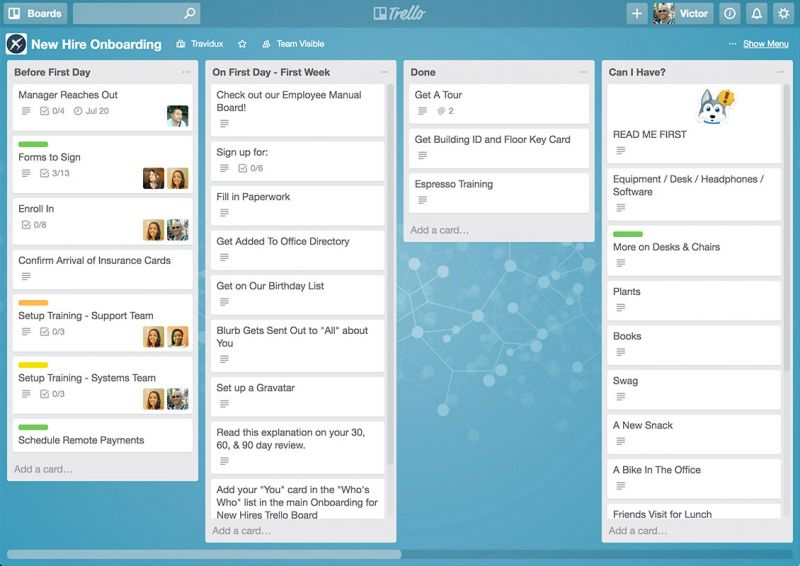 Boards
Trello
Victor
New Hire Onboarding
Travidux
Team Visible
Show Menu
Before First Day
Manager Reaches Out
0/4
Jul 20
Forms to Sign
3/13
Enroll In
0/8
Confirm Arrival of Insurance Cards
Setup Training - Support Team
0/3
Setup Training - Systems Team
0/3
Schedule Remote Payments
Add a card…
On First Day - First Week
Check out our Employee Manual
Board!
Sign up for:
0/6
Fill in Paperwork
Get Added To Office Directory
Get on Our Birthday List
Blurb Gets Sent Out to "All" about
You
Set up a Gravatar
Read this explanation on your 30,
60, & 90 day review.
Add your "You" card in the "Who's
Who" list in the main Onboarding for
New Hires Trello Board
Add a card…
Done
Get A Tour
2
Get Building ID and Floor Key Card
Espresso Training
Add a card…
Can I Have?
READ ME FIRST
Equipment / Desk / Headphones /
Software
More on Desks & Chairs
Plants
Books
Swag
A New Snack
A Bike In The Office
Friends Visit for Lunch
Add a card…